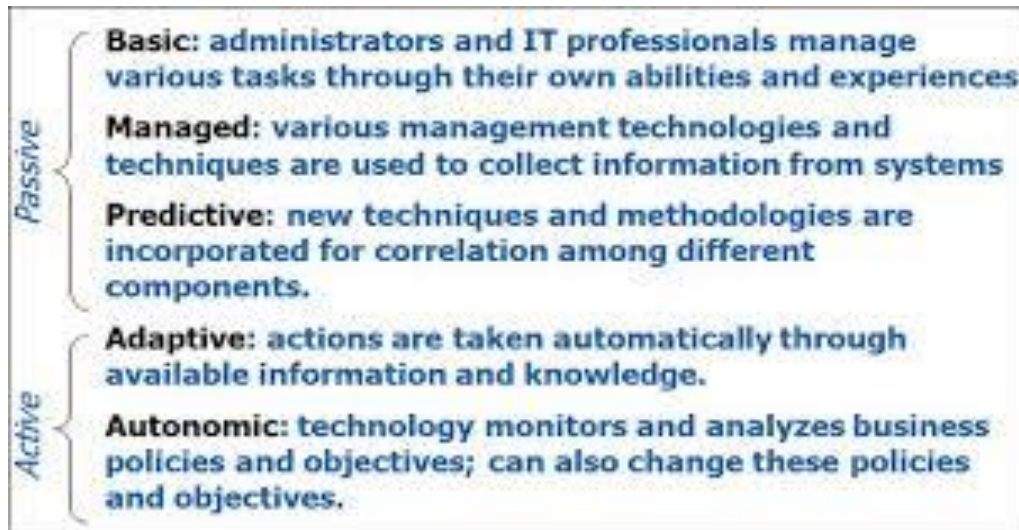 Passive
Basic: administrators and IT professionals manage
various tasks through their own abilities and experiences
Managed: various management technologies and
techniques are used to collect information from systems
Predictive: new techniques and methodologies are
incorporated for correlation among different
components.
Active
Adaptive: actions are taken automatically through
available information and knowledge.
Autonomic: technology monitors and analyzes business
policies and objectives; can also change these policies
and objectives.